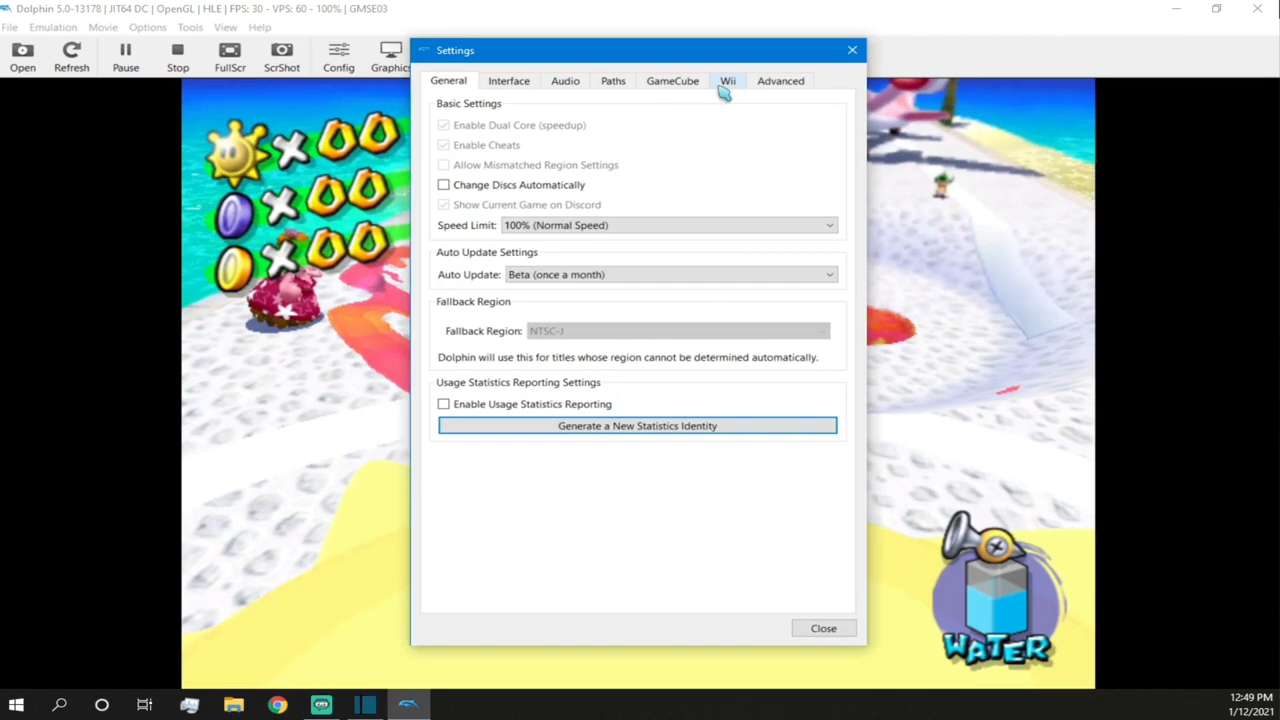 Dolphin 5.0-13178 | JIT64 DC | OpenGL | HLE | FPS: 30 - VPS: 60 - 100% | GMSE03
File Emulation Movie Options Tools View Help
Open Refresh Pause Stop FullScr ScrShot Config Graphics
Settings
General Interface Audio Paths GameCube Wii Advanced
Basic Settings
Enable Dual Core (speedup)
Enable Cheats
Allow Mismatched Region Settings
Change Discs Automatically
Show Current Game on Discord
Speed Limit: 100% (Normal Speed)
Auto Update Settings
Auto Update: Beta (once a month)
Fallback Region
Fallback Region: NTSC-J
Dolphin will use this for titles whose region cannot be determined automatically.
Usage Statistics Reporting Settings
Enable Usage Statistics Reporting
Generate a New Statistics Identity
Close
×00
×00
×00
WATER
12:49 PM
1/12/2021